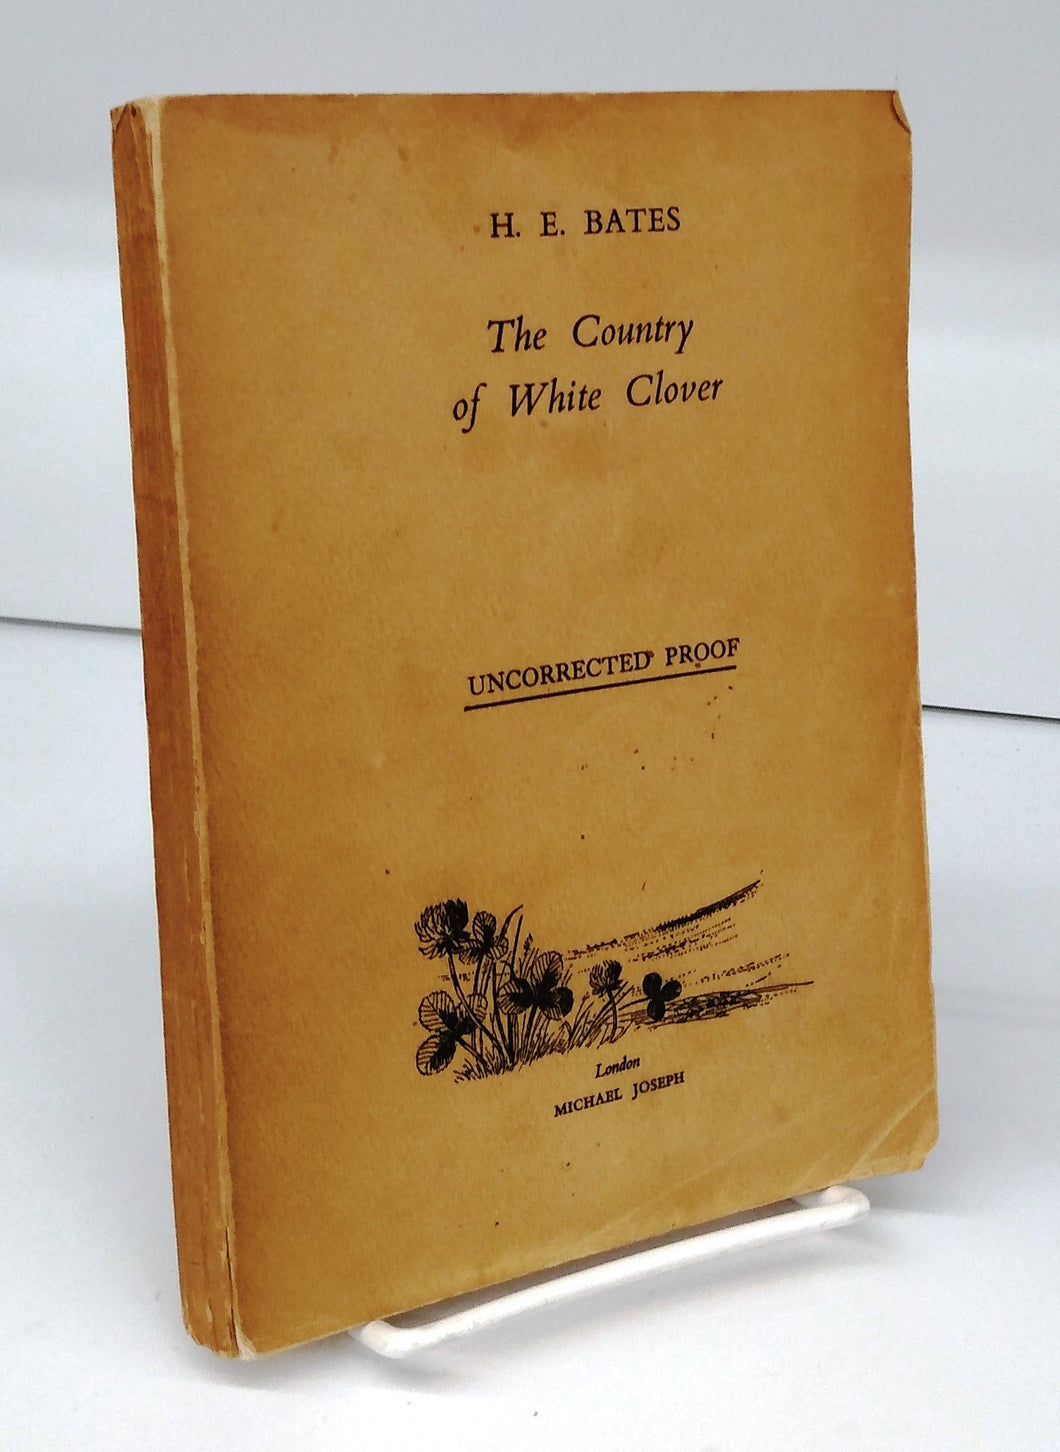 H. E. BATES
The Country
of White Clover
UNCORRECTED PROOF
London
MICHAEL JOSEPH